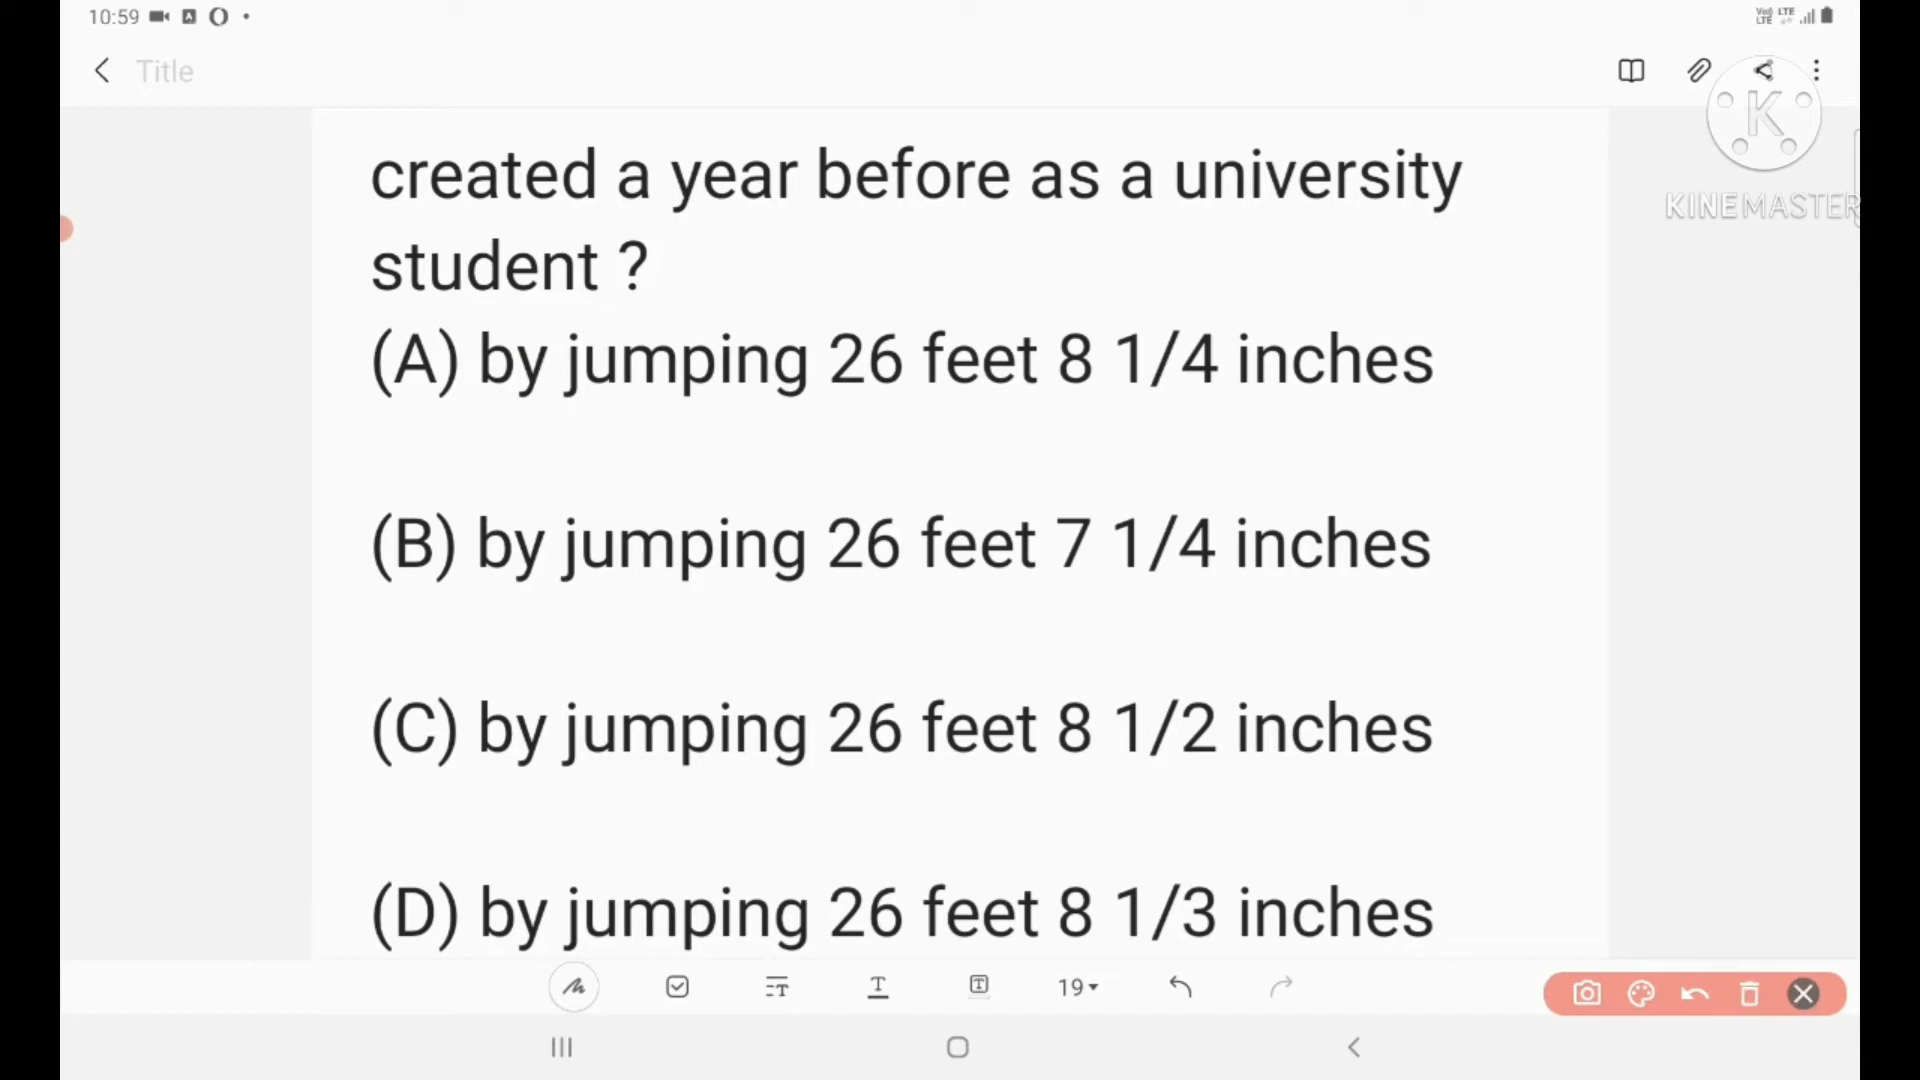 10:59
Title
KINEMASTER
created a year before as a university
student ?
(A) by jumping 26 feet 8 1/4 inches
(B) by jumping 26 feet 7 1/4 inches
(C) by jumping 26 feet 8 1/2 inches
(D) by jumping 26 feet 8 1/3 inches
19